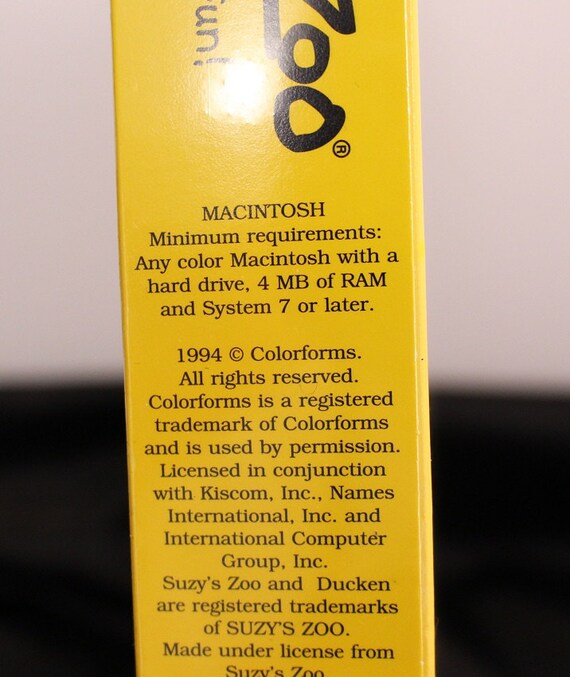 un!
Zoo®
MACINTOSH
Minimum requirements:
Any color Macintosh with a
hard drive, 4 MB of RAM
and System 7 or later.
1994 © Colorforms.
All rights reserved.
Colorforms is a registered
trademark of Colorforms
and is used by permission.
Licensed in conjunction
with Kiscom, Inc., Names
International, Inc. and
International Computer
Group, Inc.
Suzy's Zoo and Ducken
are registered trademarks
of SUZY'S ZOO.
Made under license from
Suzy's Zoo